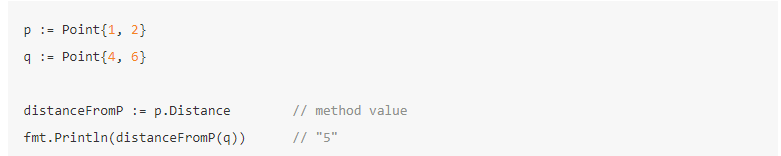 p := Point{1, 2}
q := Point{4, 6}
distanceFromP := p.Distance        // method value
fmt.Println(distanceFromP(q))      // "5"